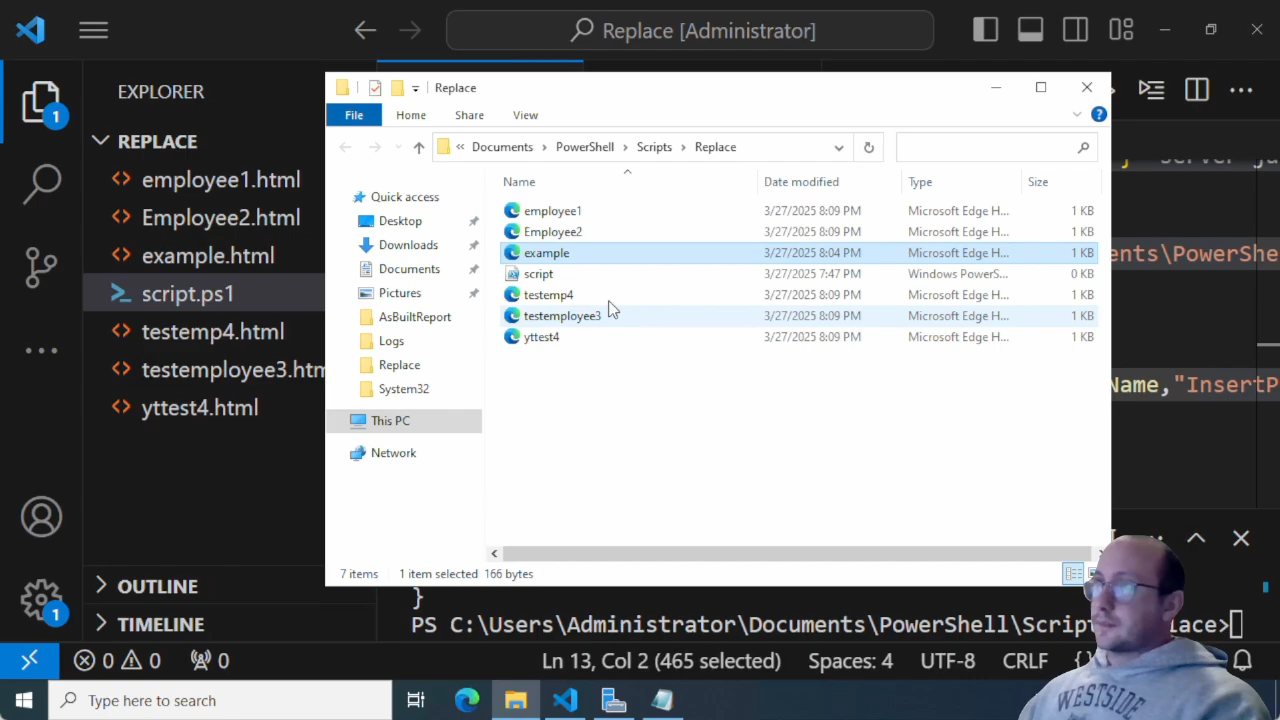 Replace [Administrator]
EXPLORER
REPLACE
employee1.html
Employee2.html
example.html
script.ps1
testemp4.html
testemployee3.htm
yttest4.html
OUTLINE
TIMELINE
1
1
Replace
File Home Share View
« Documents > PowerShell > Scripts > Replace
Quick access
Desktop
Downloads
Documents
Pictures
AsBuiltReport
Logs
Replace
System32
This PC
Network
Name Date modified Type Size
employee1 3/27/2025 8:09 PM Microsoft Edge H... 1 KB
Employee2 3/27/2025 8:09 PM Microsoft Edge H... 1 KB
example 3/27/2025 8:04 PM Microsoft Edge H... 1 KB
script 3/27/2025 7:47 PM Windows PowerS... 0 KB
testemp4 3/27/2025 8:09 PM Microsoft Edge H... 1 KB
testemployee3 3/27/2025 8:09 PM Microsoft Edge H... 1 KB
yttest4 3/27/2025 8:09 PM Microsoft Edge H... 1 KB
7 items 1 item selected 166 bytes
ents\PowerShe
Name,"InsertP
}
PS C:\Users\Administrator\Documents\PowerShell\Script lace>
0 0 0 Ln 13, Col 2 (465 selected) Spaces: 4 UTF-8 CRLF {
Type here to search
WESTSIDE